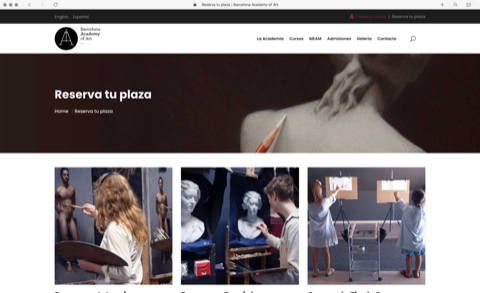 Reserva tu plaza | Barcelona Academy of Art
English Español
| Reserva tu plaza
Barcelona
Academy
of Art
La Academia Cursos MEAM Admisiones Galería Contacto
Reserva tu plaza
Home Reserva tu plaza